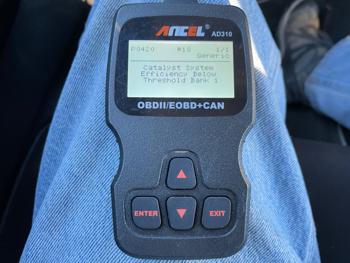 ANCEL
AD310
P0420 $10 1/1
Generic
Catalyst System
Efficiency Below
Threshold Bank 1
OBDII/EOBD+CAN
ENTER
EXIT